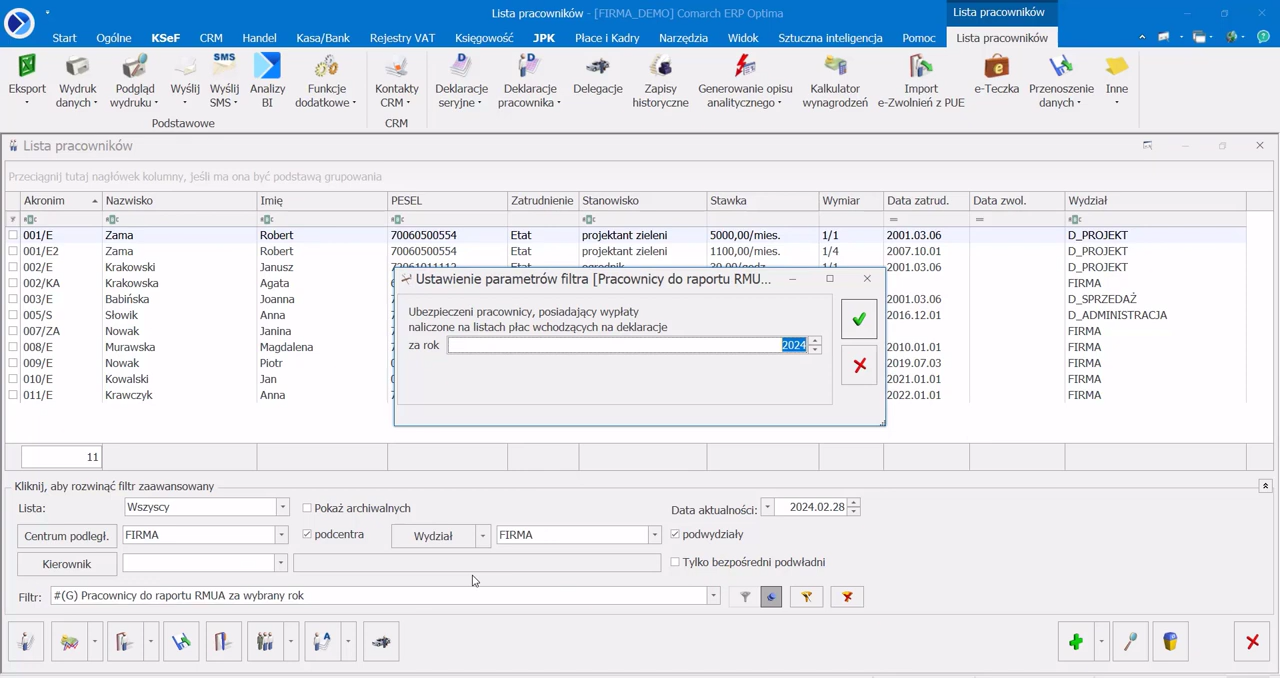 Lista pracowników - [FIRMA_DEMO] Comarch ERP Optima
Lista pracowników
Start Ogólne KSeF CRM Handel Kasa/Bank Rejestry VAT Księgowość JPK Płace i Kadry Narzędzia Widok Sztuczna inteligencja Pomoc Lista pracowników
Eksport
Wydruk danych
Podgląd wydruku
Wyślij
SMS
Wyślij SMS
Analizy BI
Funkcje dodatkowe
Kontakty CRM
Deklaracje seryjne
Deklaracje pracownika
Delegacje
Zapisy historyczne
Generowanie opisu analitycznego
Kalkulator wynagrodzeń
Import e-Zwolnień z PUE
e-Teczka
Przenoszenie danych
Inne
Podstawowe CRM
Lista pracowników
Przeciągnij tutaj nagłówek kolumny, jeśli ma ona być podstawą grupowania
Akronim Nazwisko Imię PESEL Zatrudnienie Stanowisko Stawka Wymiar Data zatrud. Data zwol. Wydział
001/E Zama Robert 70060500554 Etat projektant zieleni 5000,00/mies. 1/1 2001.03.06 D_PROJEKT
001/E2 Zama Robert 70060500554 Etat projektant zieleni 1100,00/mies. 1/4 2007.10.01 D_PROJEKT
002/E Krakowski Janusz 2001.03.06 D_PROJEKT
002/KA Krakowska Agata FIRMA
003/E Babińska Joanna 2001.03.06 D_SPRZEDAŻ
005/S Słowik Anna 2016.12.01 D_ADMINISTRACJA
007/ZA Nowak Janina FIRMA
008/E Murawska Magdalena 2010.01.01 FIRMA
009/E Nowak Piotr 2019.07.03 FIRMA
010/E Kowalski Jan 2021.01.01 FIRMA
011/E Krawczyk Anna 2022.01.01 FIRMA
11
Ustawienie parametrów filtra [Pracownicy do raportu RMU...
Ubezpieczeni pracownicy, posiadający wypłaty
naliczone na listach płac wchodzących na deklaracje
za rok 2024
Kliknij, aby rozwinąć filtr zaawansowany
Lista: Wszyscy Pokaż archiwalnych Data aktualności: 2024.02.28
Centrum podległ. FIRMA podcentra Wydział FIRMA podwydziały
Kierownik Tylko bezpośredni podwładni
Filtr: #(G) Pracownicy do raportu RMUA za wybrany rok